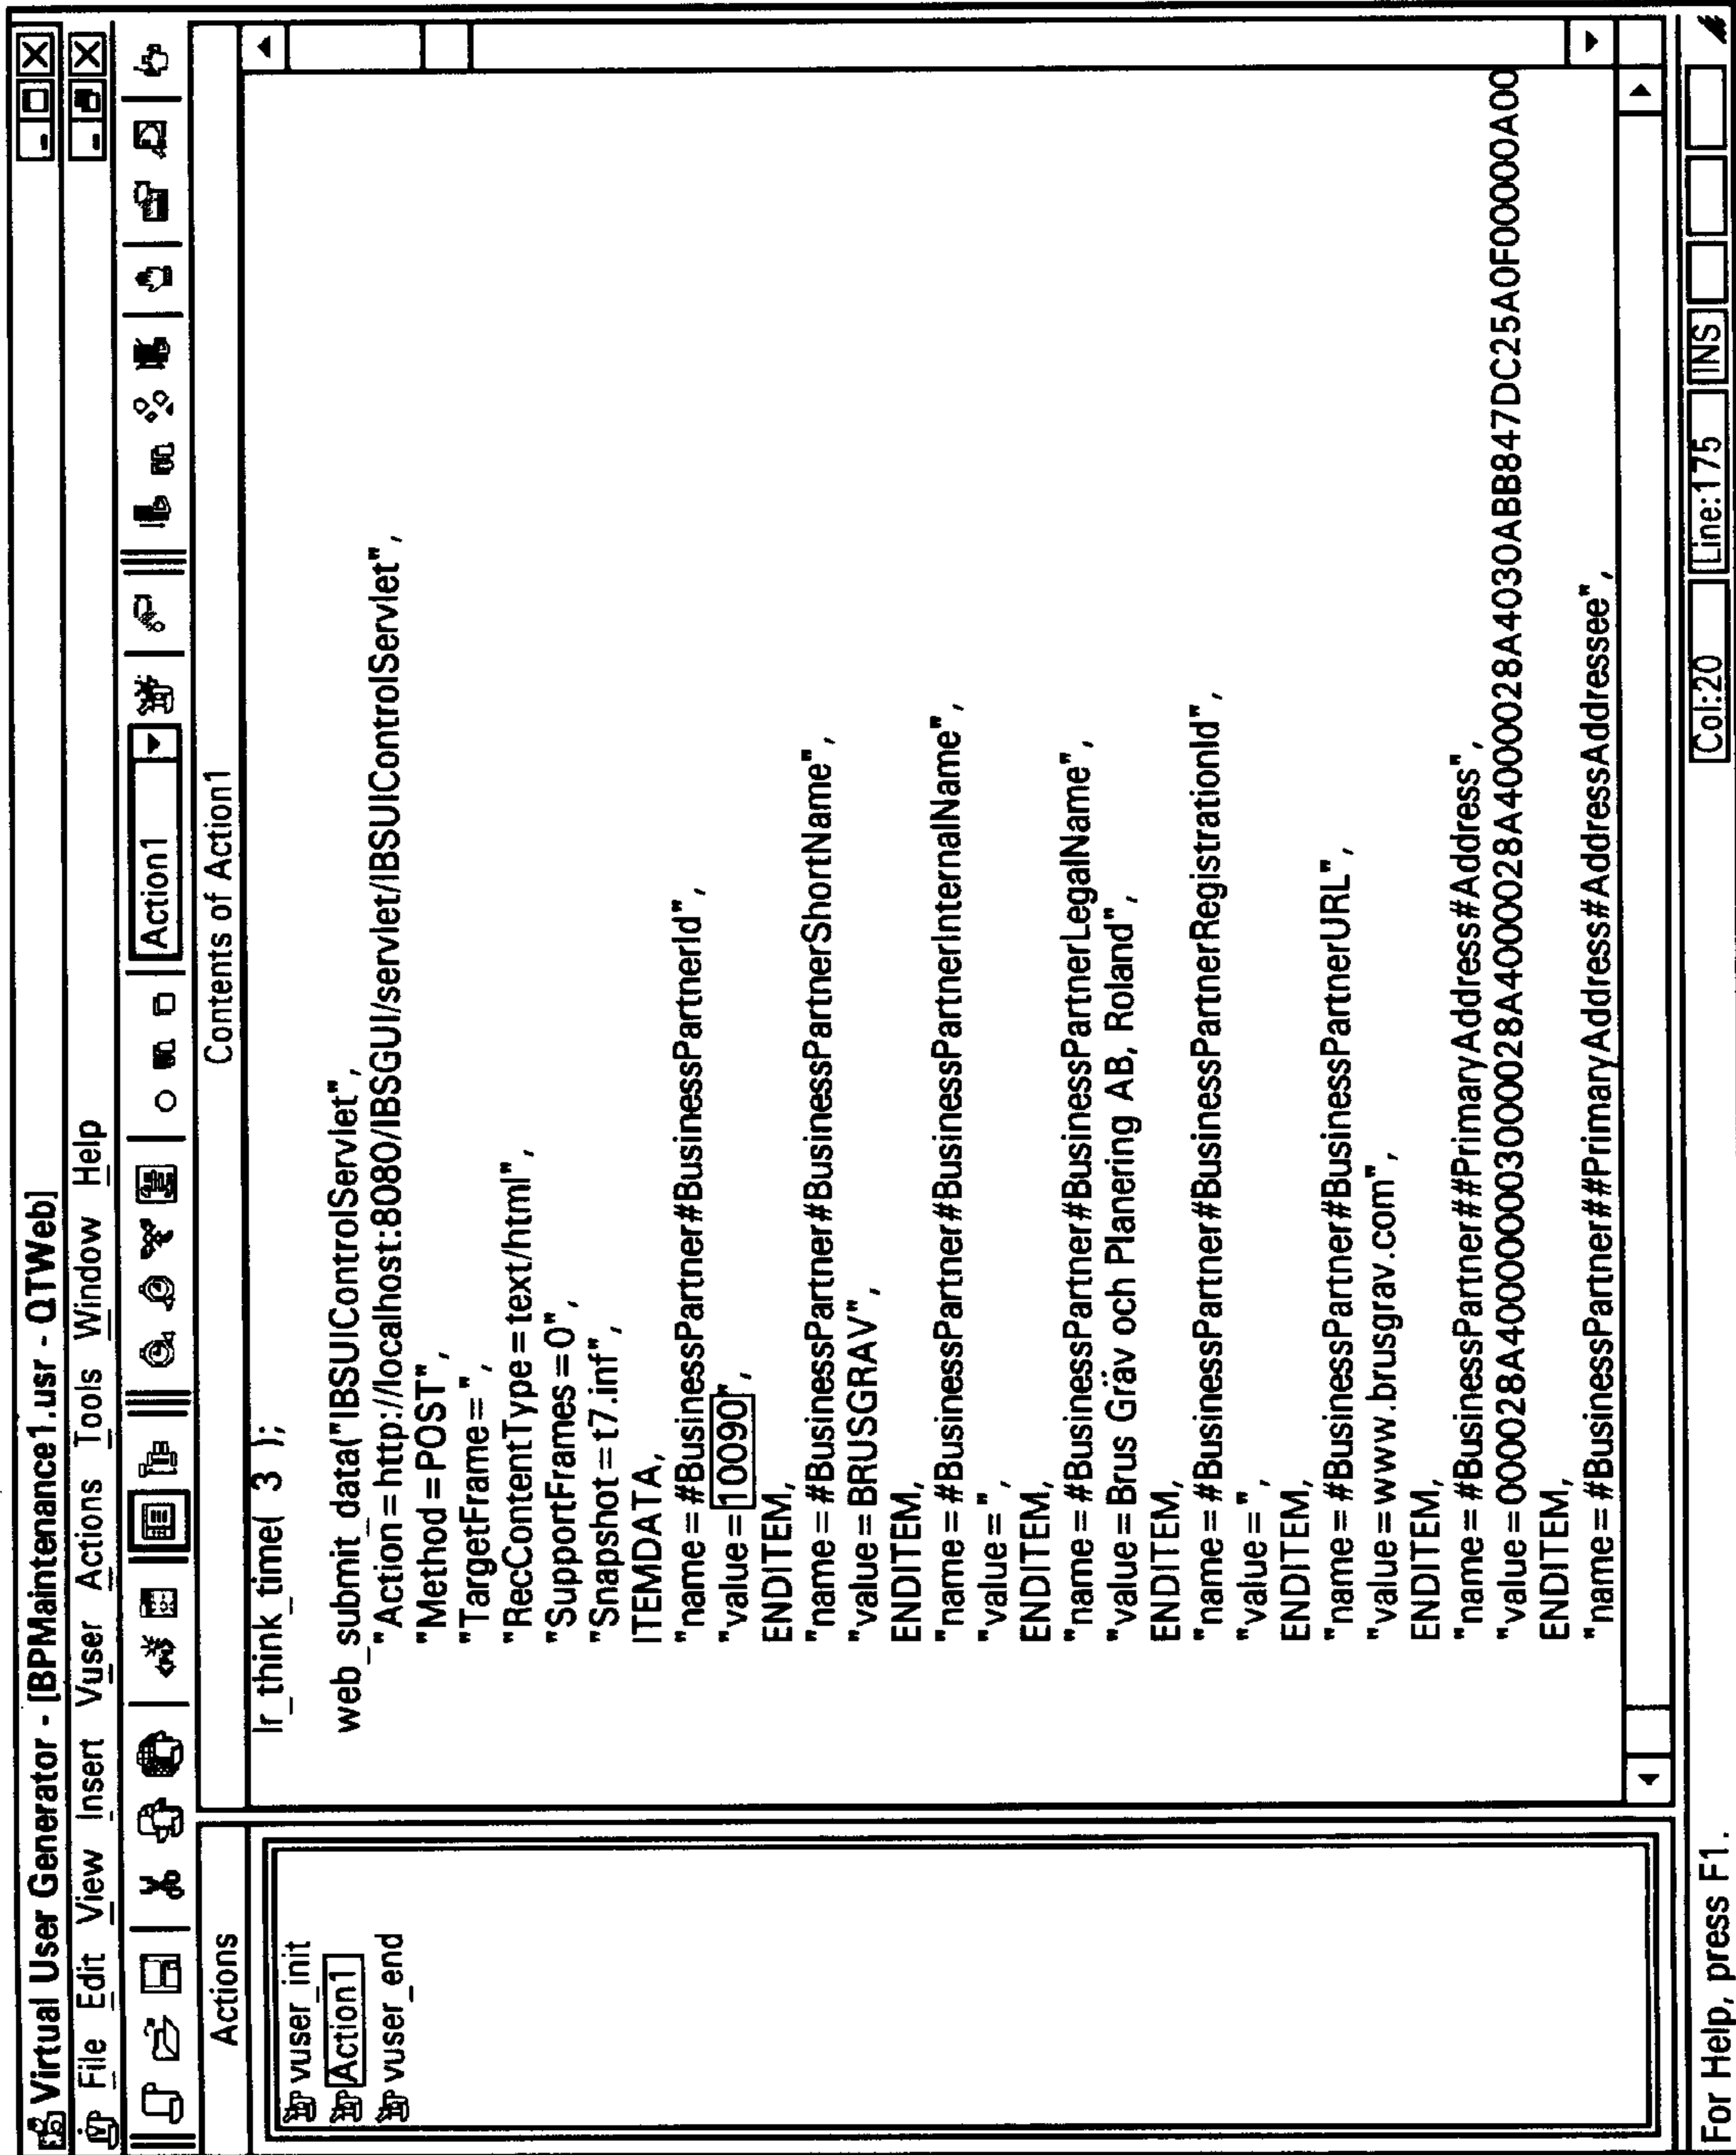 Virtual User Generator - [BPMaintenance1.usr - QTWeb]
File Edit View Insert Vuser Actions Tools Window Help
Action1
Actions
vuser_init
Action1
vuser_end
Contents of Action1
lr_think_time( 3 );
web_submit_data("IBSUIControlServlet",
"Action=http://localhost:8080/IBSGUI/servlet/IBSUIControlServlet",
"Method=POST",
"TargetFrame=",
"RecContentType=text/html",
"SupportFrames=0",
"Snapshot=t7.inf",
ITEMDATA,
"name=#BusinessPartner#BusinessPartnerId",
"value=10090",
ENDITEM,
"name=#BusinessPartner#BusinessPartnerShortName",
"value=BRUSGRAV",
ENDITEM,
"name=#BusinessPartner#BusinessPartnerInternalName",
"value=",
ENDITEM,
"name=#BusinessPartner#BusinessPartnerLegalName",
"value=Brus Gräv och Planering AB, Roland",
ENDITEM,
"name=#BusinessPartner#BusinessPartnerRegistrationId",
"value=",
ENDITEM,
"name=#BusinessPartner#BusinessPartnerURL",
"value=www.brusgrav.com",
ENDITEM,
"name=#BusinessPartner##PrimaryAddress#Address",
"value=000028A40000000030000028A40000028A40000028A4030ABB847DC25A0F00000A00
ENDITEM,
"name=#BusinessPartner##PrimaryAddress#AddressAddressee",
For Help, press F1.
Col:20 Line:175 INS